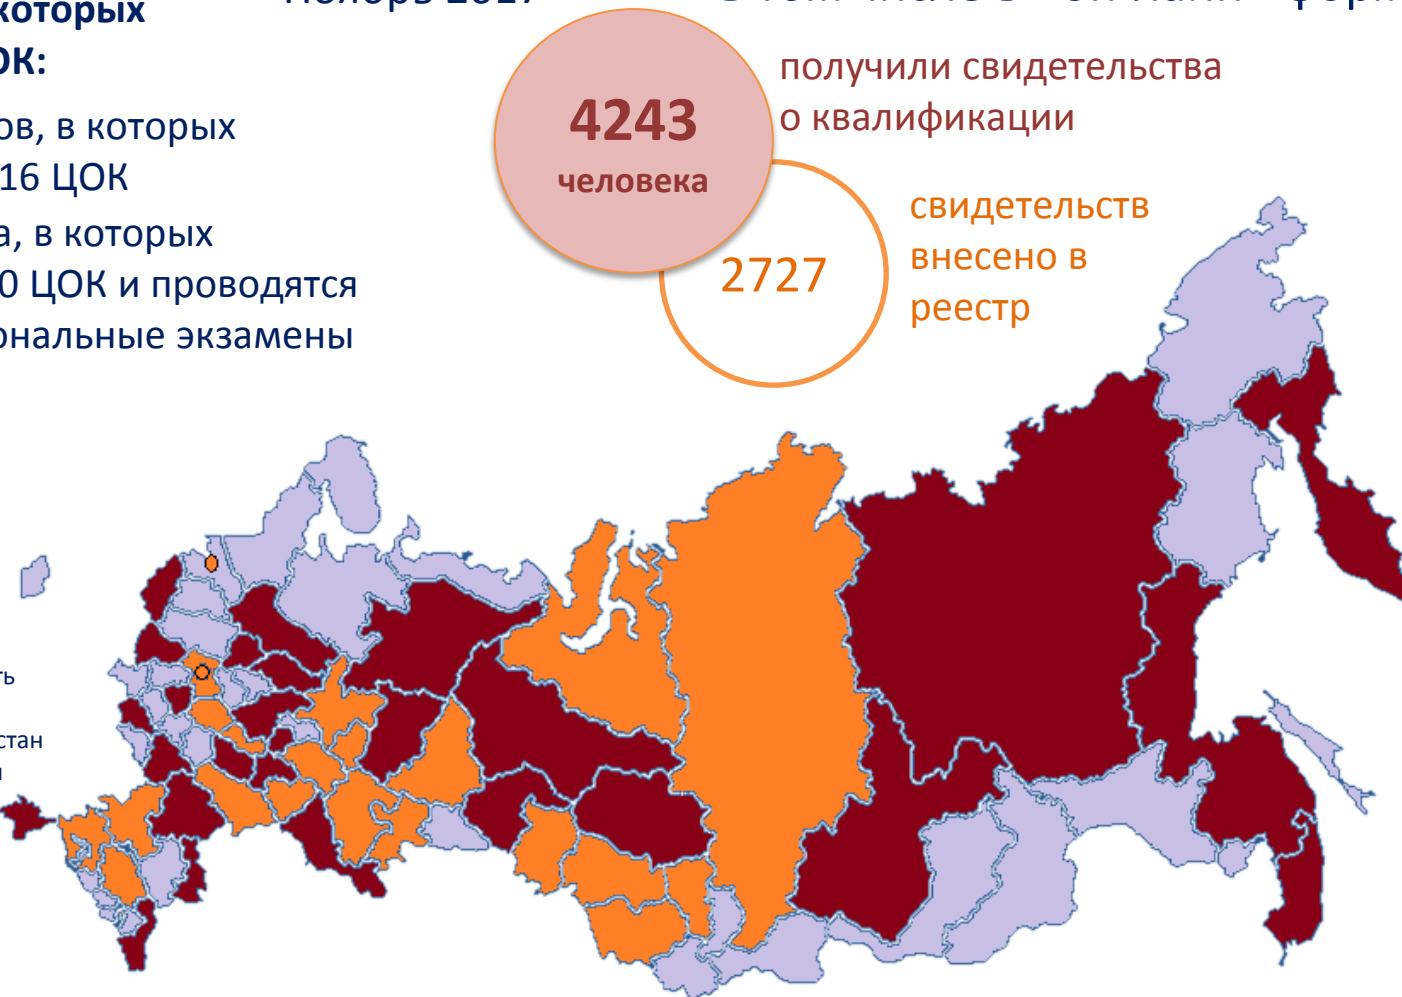 которых
ОК:
ов, в которых
16 ЦОК
а, в которых
0 ЦОК и проводятся
ональные экзамены
4243
человека
получили свидетельства
о квалификации
2727
свидетельств
внесено в
реестр
ть
стан